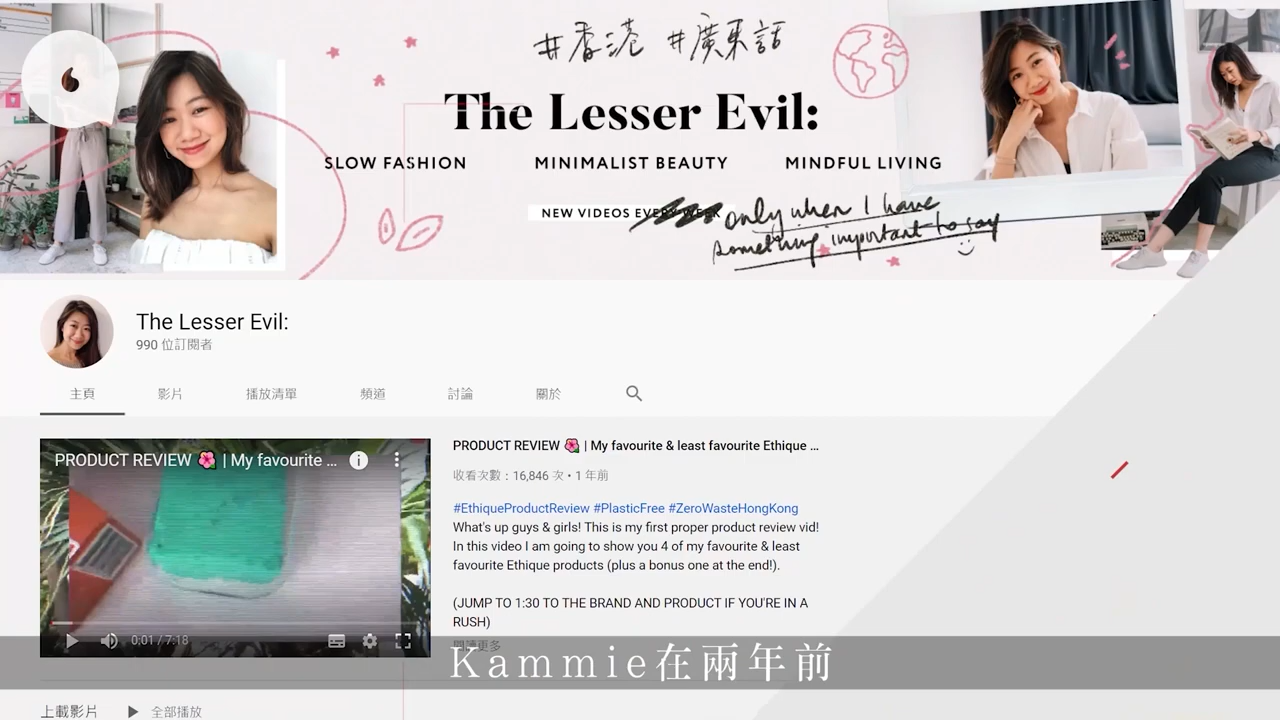 #香港 #廣東話
The Lesser Evil:
SLOW FASHION MINIMALIST BEAUTY MINDFUL LIVING
NEW VIDEOS EVERY WEEK only when I have
something important to say
The Lesser Evil:
990 位訂閱者
主頁 影片 播放清單 頻道 討論 關於
PRODUCT REVIEW 🌺 | My favourite ...
0:01 / 7:18
PRODUCT REVIEW 🌺 | My favourite & least favourite Ethique ...
收看次數：16,846 次 • 1 年前
#EthiqueProductReview #PlasticFree #ZeroWasteHongKong
What's up guys & girls! This is my first proper product review vid!
In this video I am going to show you 4 of my favourite & least
favourite Ethique products (plus a bonus one at the end!).
(JUMP TO 1:30 TO THE BRAND AND PRODUCT IF YOU'RE IN A
RUSH)
閱讀更多
Kammie在兩年前
上載影片 ▶ 全部播放